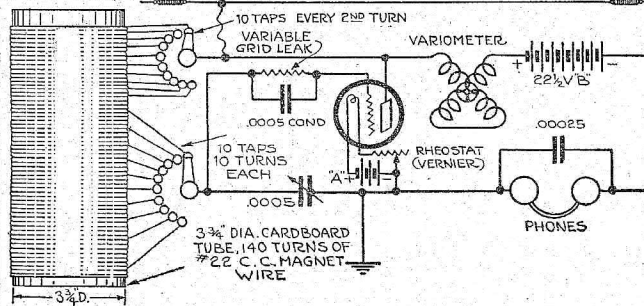 10 TAPS EVERY 2ND TURN
VARIABLE
GRID LEAK
VARIOMETER
+
-
22½V"B"
.0005 COND
10 TAPS
10 TURNS
EACH
"A"+
-
RHEOSTAT
(VERNIER)
.00025
.0005
PHONES
3¾" DIA. CARDBOARD
TUBE, 140 TURNS OF
#22 C.C. MAGNET
WIRE
3¾"D.